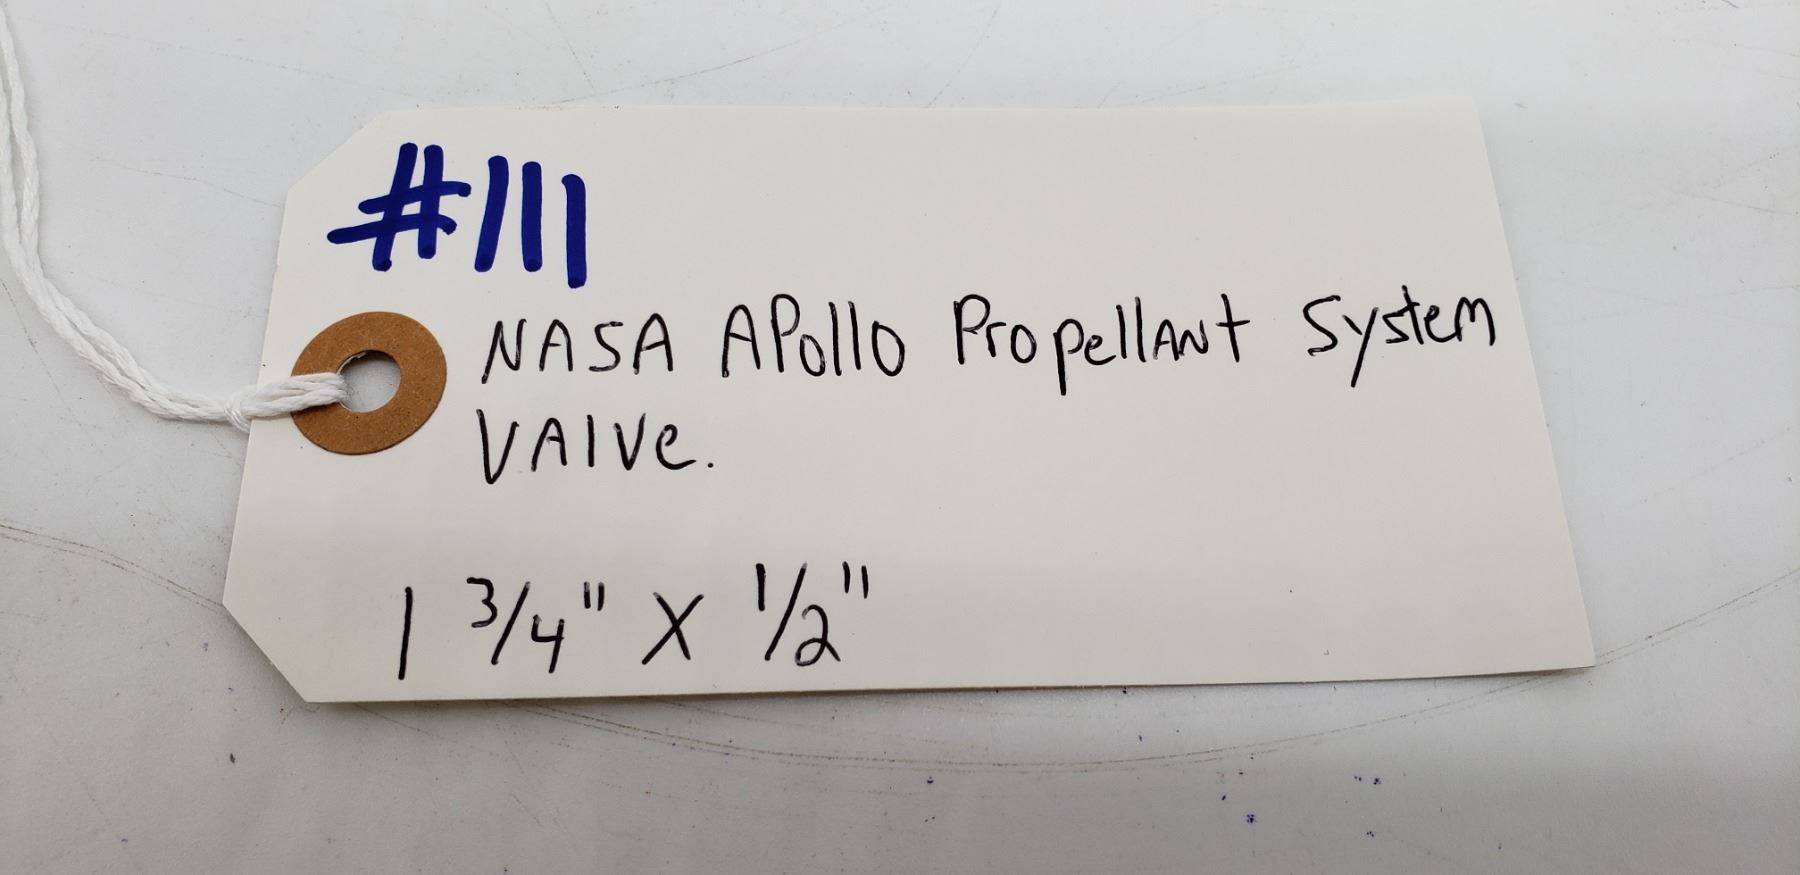 #111
NASA Apollo Propellant System
Valve.
1 3/4" x 1/2"